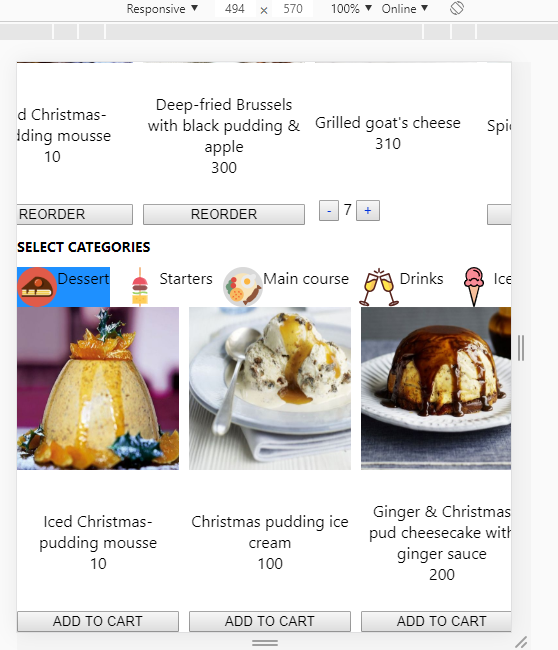 Responsive ▼ 494 × 570 100% ▼ Online ▼
d Christmas-
dding mousse
10
Deep-fried Brussels
with black pudding &
apple
300
Grilled goat's cheese
310
Spi
REORDER
REORDER
- 7 +
SELECT CATEGORIES
Dessert Starters Main course Drinks Ice
Iced Christmas-
pudding mousse
10
Christmas pudding ice
cream
100
Ginger & Christmas
pud cheesecake with
ginger sauce
200
ADD TO CART ADD TO CART ADD TO CART